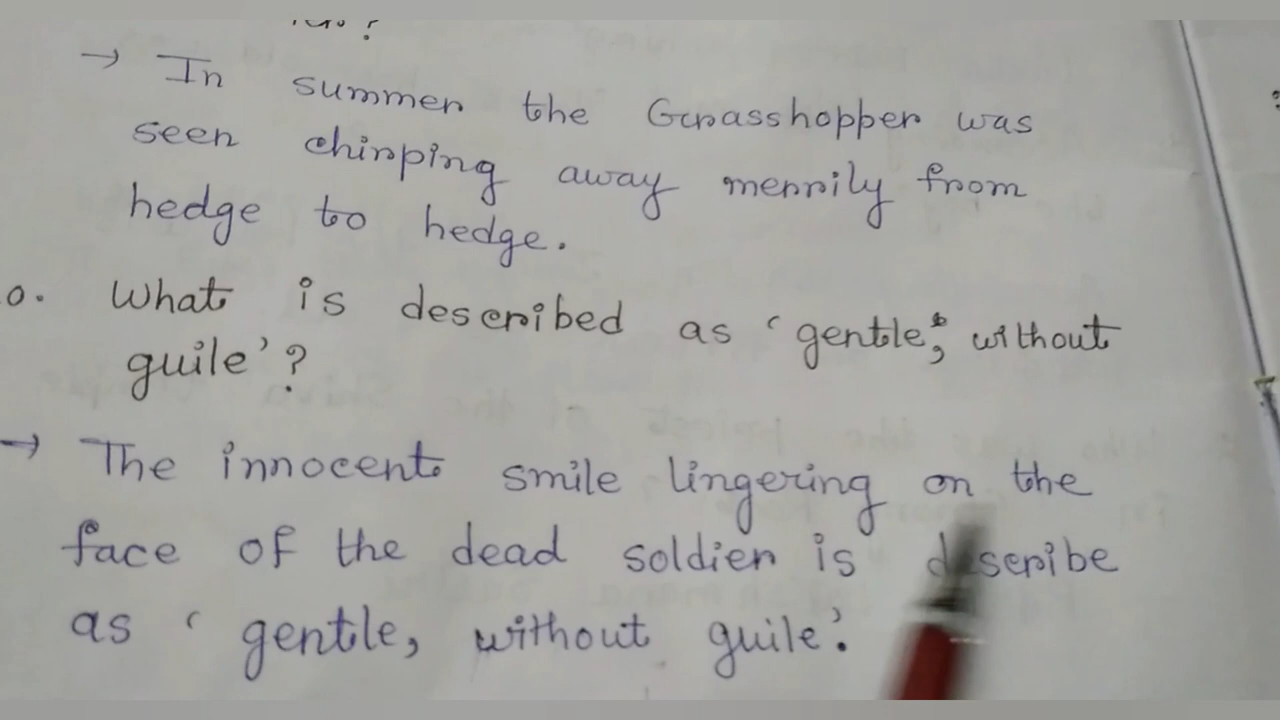 → In summer the Grasshopper was
seen chirping away merrily from
hedge to hedge.
o. What is described as ‘gentle, without
guile’?
→ The innocent smile lingering on the
face of the dead soldier is describe
as ‘gentle, without guile’.